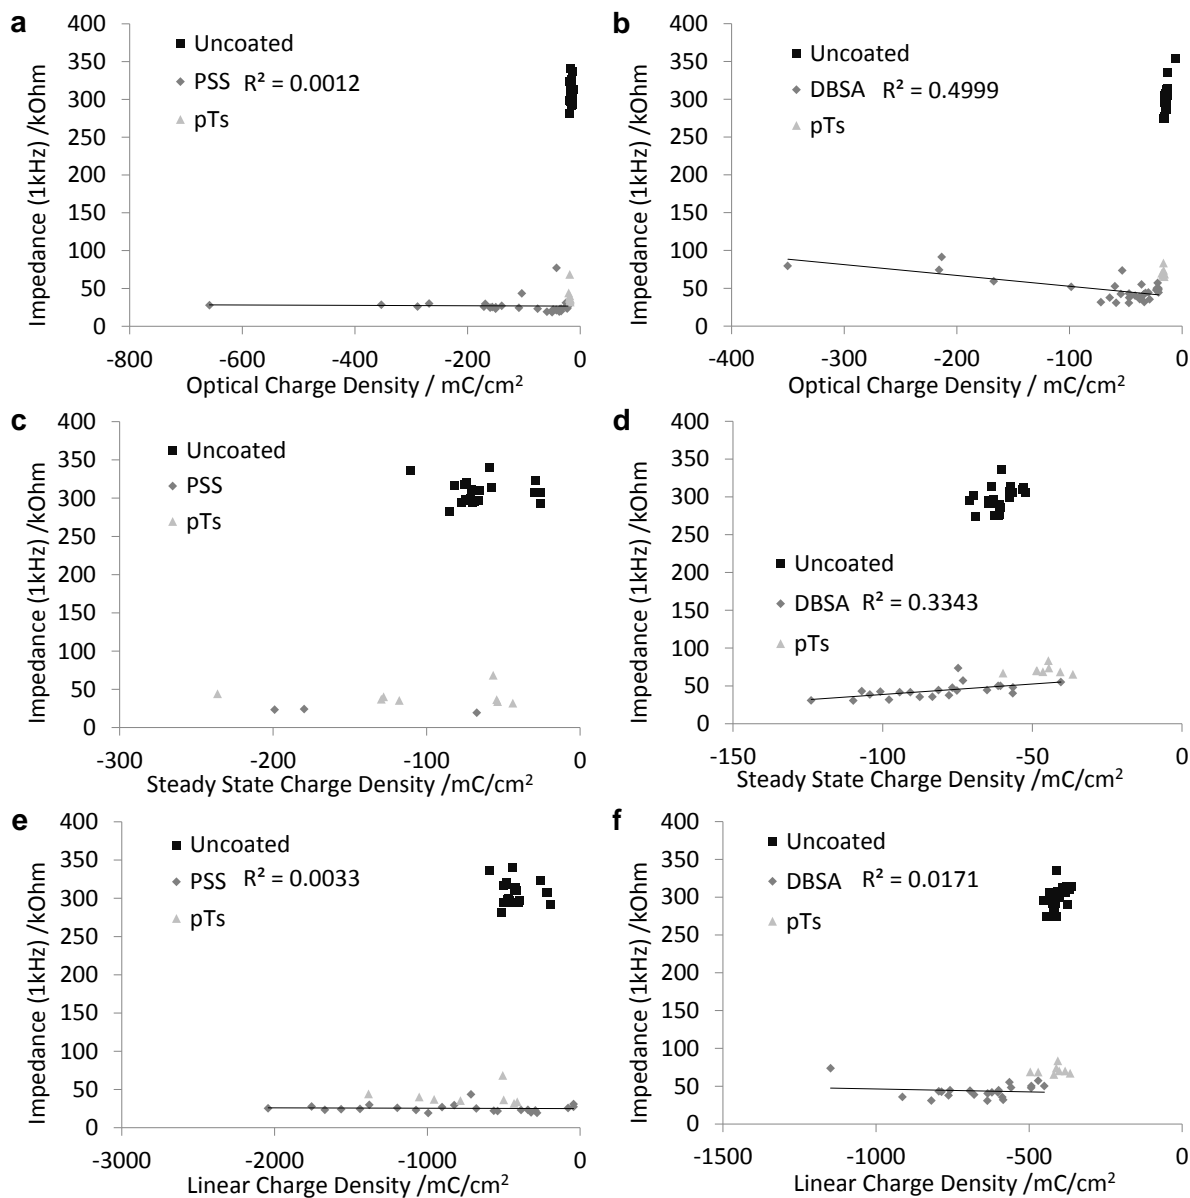 a
400
350
300
250
200
150
100
50
0
Impedance (1kHz) /kOhm
Uncoated
PSS R² = 0.0012
pTs
-800 -600 -400 -200 0
Optical Charge Density / mC/cm²
b
400
350
300
250
200
150
100
50
0
Impedance (1kHz) /kOhm
Uncoated
DBSA R² = 0.4999
pTs
-400 -300 -200 -100 0
Optical Charge Density / mC/cm²
c
400
350
300
250
200
150
100
50
0
Impedance (1kHz) /kOhm
Uncoated
PSS
pTs
-300 -200 -100 0
Steady State Charge Density /mC/cm²
d
400
350
300
250
200
150
100
50
0
Impedance (1kHz) /kOhm
Uncoated
DBSA R² = 0.3343
pTs
-150 -100 -50 0
Steady State Charge Density /mC/cm²
e
400
350
300
250
200
150
100
50
0
Impedance (1kHz) /kOhm
Uncoated
PSS R² = 0.0033
pTs
-3000 -2000 -1000 0
Linear Charge Density /mC/cm²
f
400
350
300
250
200
150
100
50
0
Impedance (1kHz) /kOhm
Uncoated
DBSA R² = 0.0171
pTs
-1500 -1000 -500 0
Linear Charge Density /mC/cm²